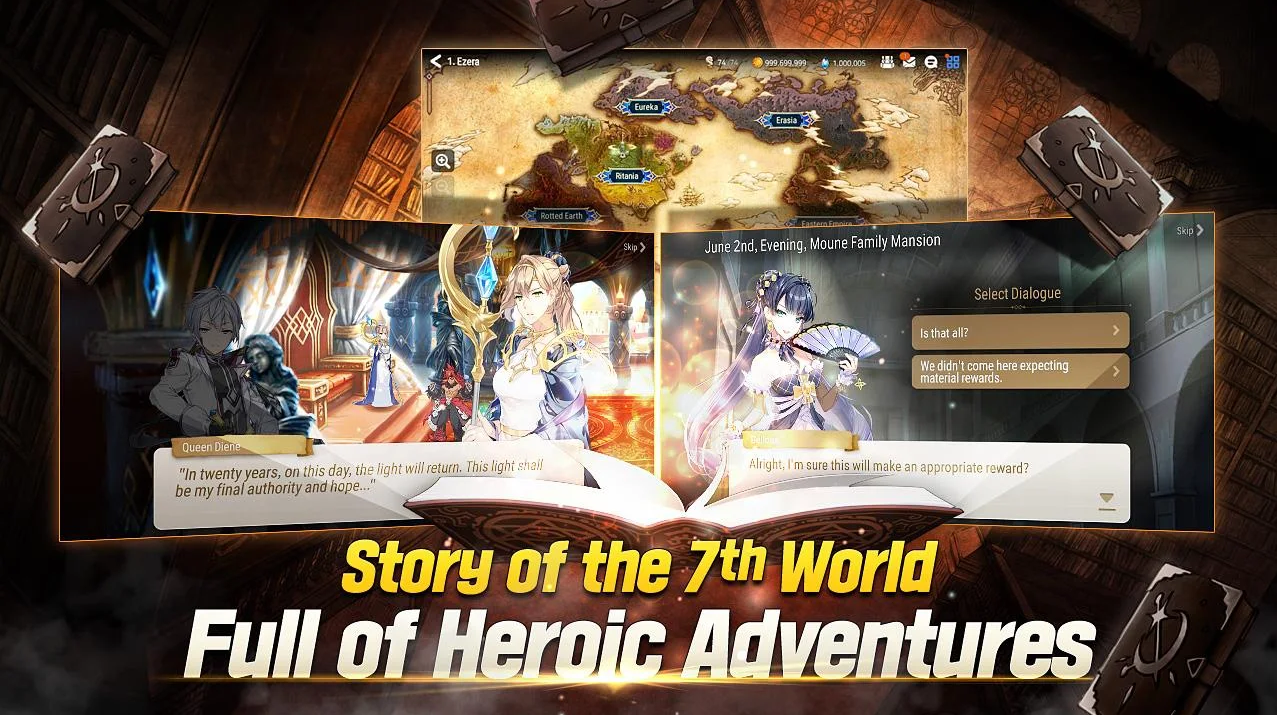 1. Ezera
74/74
999,699,999
1,000,005
Eureka
Erasia
Ritania
Rotted Earth
Eastern Empire
Skip
June 2nd, Evening, Moune Family Mansion
Skip
Select Dialogue
Is that all?
We didn't come here expecting
material rewards.
Queen Diene
"In twenty years, on this day, the light will return. This light shall
be my final authority and hope..."
Alright, I'm sure this will make an appropriate reward?
Story of the 7th World
Full of Heroic Adventures